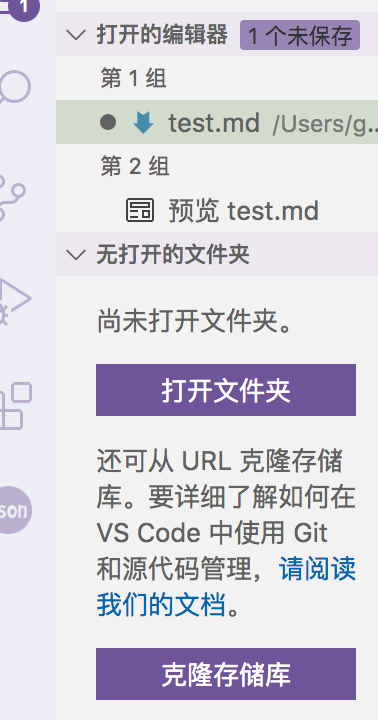 1
打开的编辑器 1 个未保存
第 1 组
test.md /Users/g...
第 2 组
预览 test.md
无打开的文件夹
尚未打开文件夹。
打开文件夹
还可从 URL 克隆存储
库。要详细了解如何在
VS Code 中使用 Git
和源代码管理，请阅读
我们的文档。
son
克隆存储库